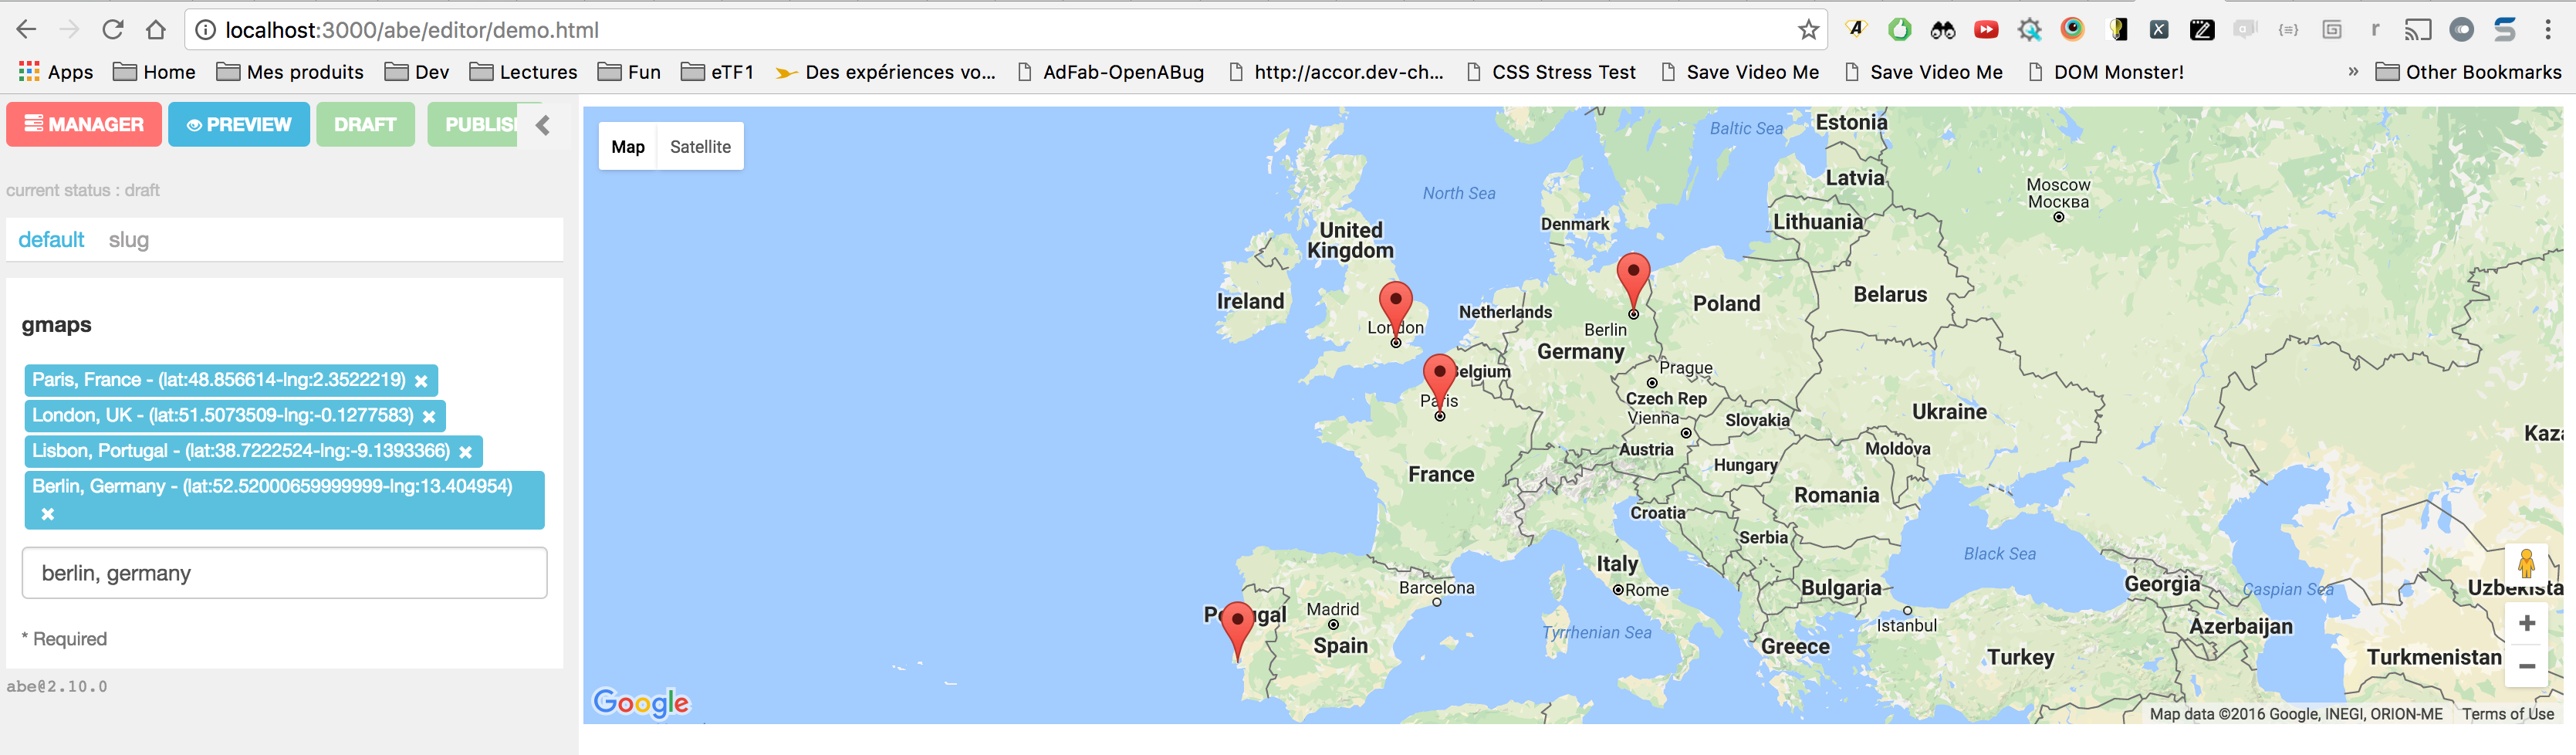 localhost:3000/abe/editor/demo.html
Apps Home Mes produits Dev Lectures Fun eTF1 Des expériences vo... AdFab-OpenABug http://accor.dev-ch... CSS Stress Test Save Video Me Save Video Me DOM Monster! » Other Bookmarks
MANAGER PREVIEW DRAFT
current status : draft
default slug
gmaps
Paris, France - (lat:48.856614-lng:2.3522219) ×
London, UK - (lat:51.5073509-lng:-0.1277583) ×
Lisbon, Portugal - (lat:38.7222524-lng:-9.1393366) ×
Berlin, Germany - (lat:52.52000659999999-lng:13.404954)
×
berlin, germany
* Required
abe@2.10.0
Map Satellite
Baltic Sea
Estonia
North Sea
Latvia
Moscow
Москва
Denmark
Lithuania
United
Kingdom
Ireland
London
Netherlands
Berlin
Poland
Belarus
Germany
Belgium
Prague
Paris
Czech Rep
Vienna
Slovakia
Ukraine
Austria
Moldova
France
Hungary
Romania
Croatia
Serbia
Black Sea
Italy
Barcelona
Rome
Bulgaria
Georgia
Caspian Sea
Portugal
Madrid
Istanbul
Azerbaijan
Tyrrhenian Sea
Spain
Greece
Turkey
Turkmenistan
Google
Map data ©2016 Google, INEGI, ORION-ME Terms of Use